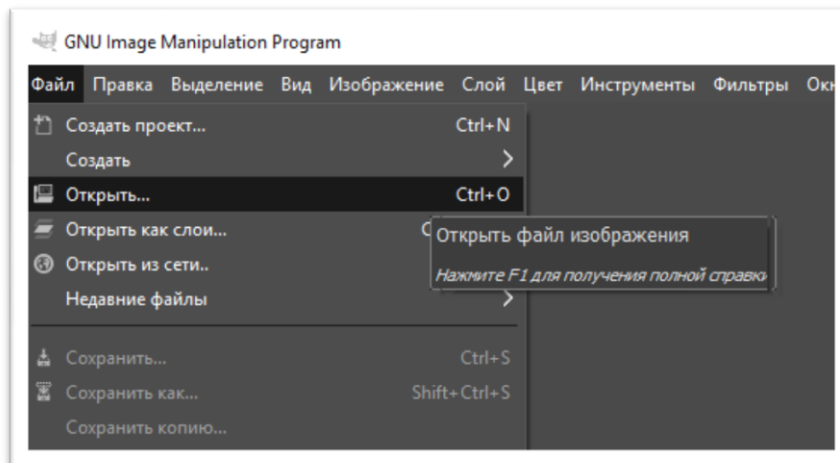 GNU Image Manipulation Program
Файл Правка Выделение Вид Изображение Слой Цвет Инструменты Фильтры
Создать проект... Ctrl+N
Создать
Открыть... Ctrl+O
Открыть как слои...
Открыть файл изображения
Открыть из сети..
Нажмите F1 для получения полной справки
Недавние файлы
Сохранить... Ctrl+S
Сохранить как... Shift+Ctrl+S
Сохранить копию...